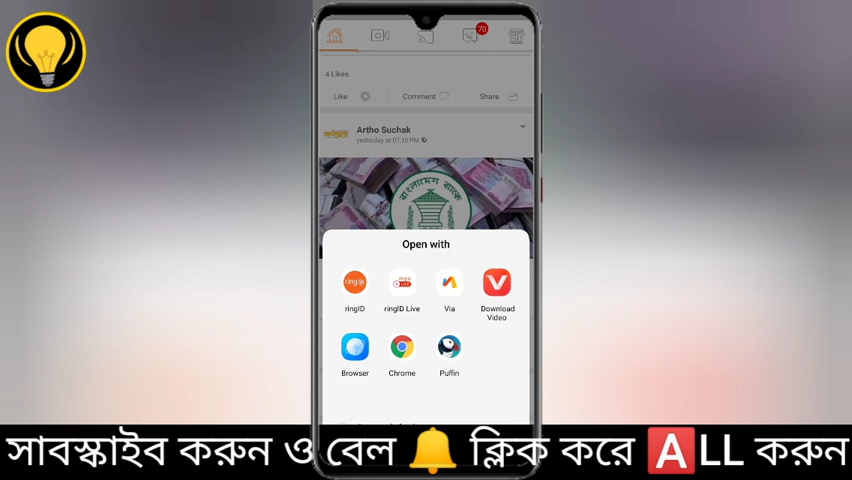 70
4 Likes
Like Comment Share
Artho Suchak
yesterday at 07:10 PM
বাংলাদেশ ব্যাংক
Open with
ringID ringID Live Via Download Video
Browser Chrome Puffin
সাবস্ক্রাইব করুন ও বেল 🔔 ক্লিক করে ALL করুন